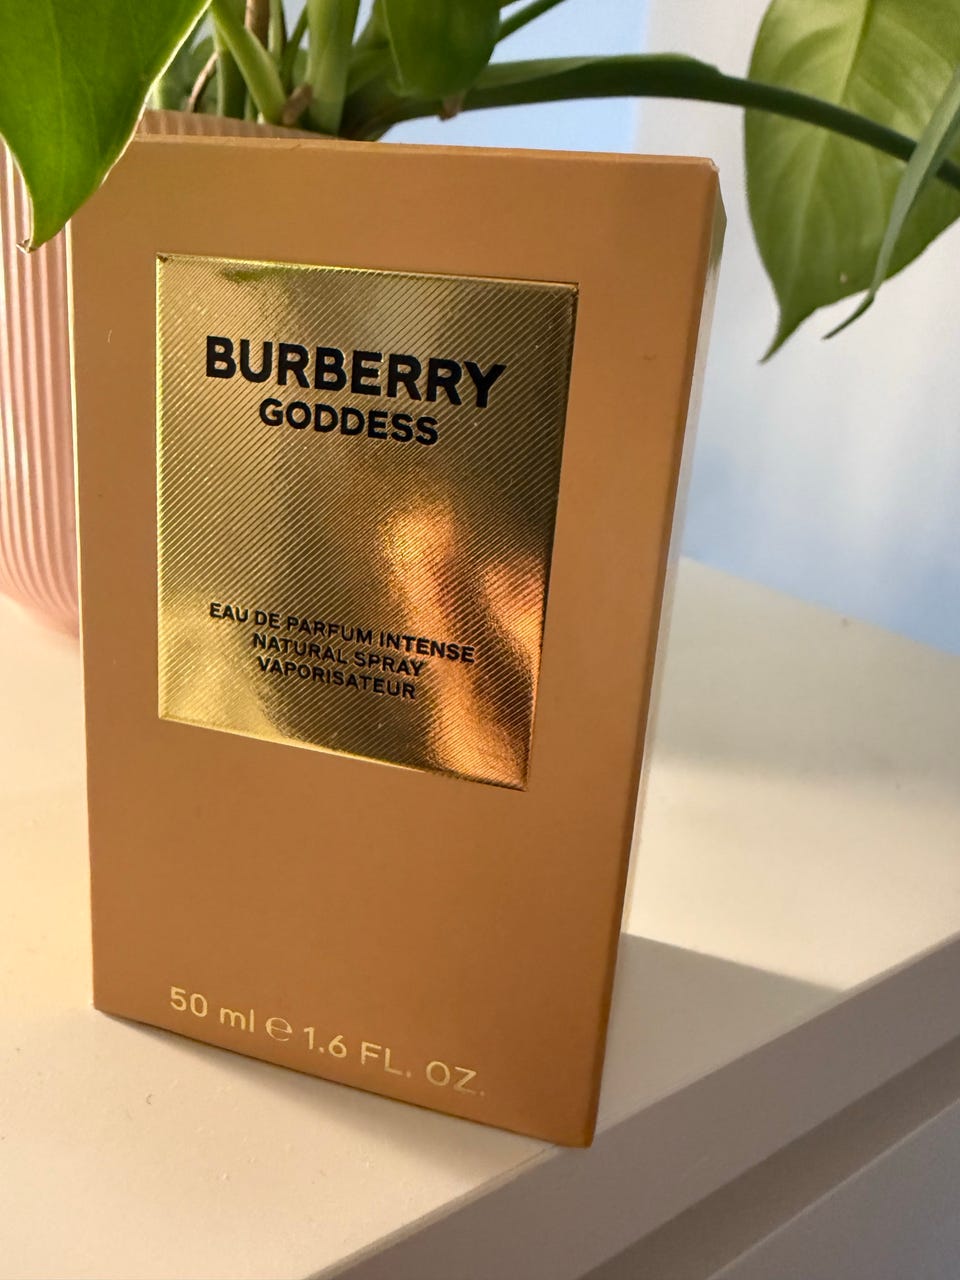 BURBERRY
GODDESS
EAU DE PARFUM INTENSE
NATURAL SPRAY
VAPORISATEUR
50 ml ℮ 1.6 FL. OZ.